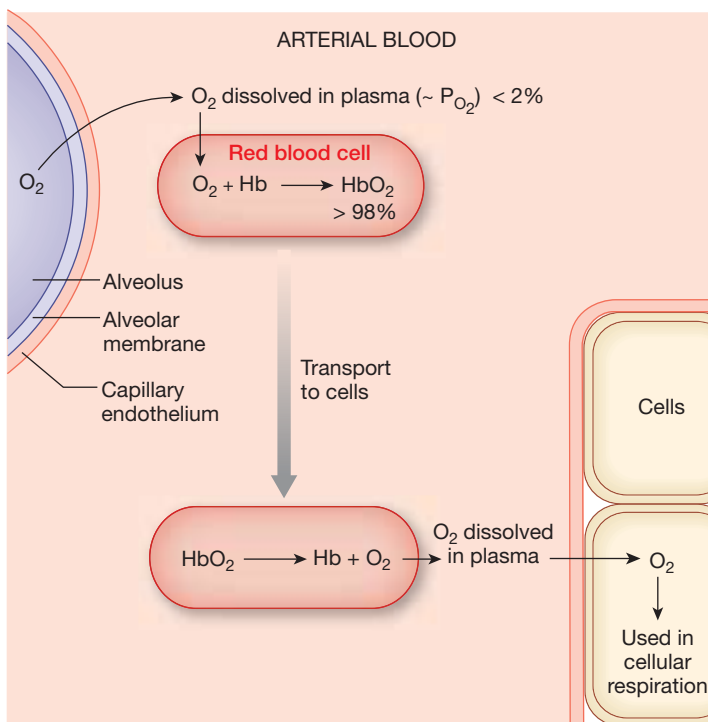 ARTERIAL BLOOD
O₂ dissolved in plasma (~ P_O₂) < 2%
Red blood cell
O₂ + Hb → HbO₂
> 98%
O₂
Alveolus
Alveolar
membrane
Capillary
endothelium
Transport
to cells
Cells
HbO₂ → Hb + O₂
O₂ dissolved
in plasma
O₂
Used in
cellular
respiration